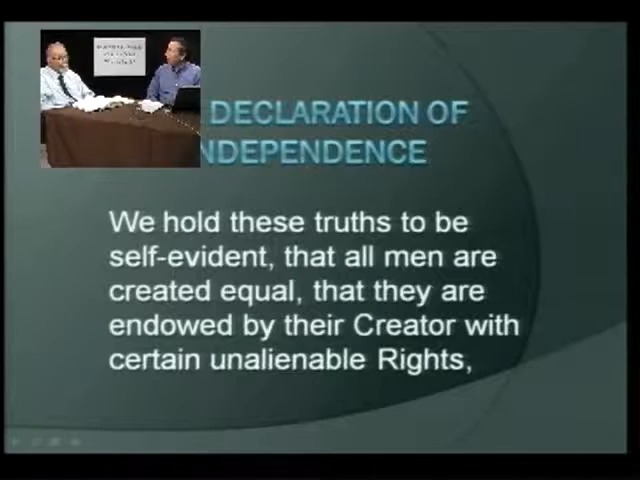 DECLARATION OF
NDEPENDENCE
We hold these truths to be
self-evident, that all men are
created equal, that they are
endowed by their Creator with
certain unalienable Rights,